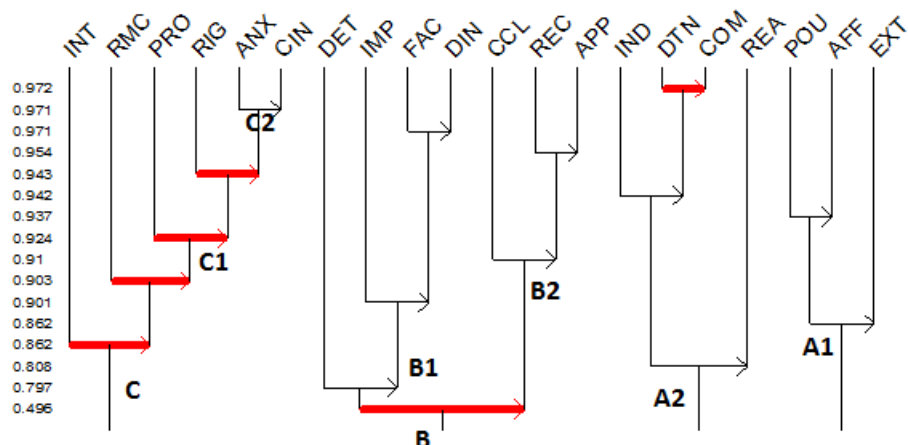 INT RMC PRO RIG ANX CIN DET IMP FAC DIN CCL REC APP IND DTN COM REA POU AFF EXT
0.972
0.971
C2
0.971
0.954
0.943
0.942
0.937
0.924
C1
0.91
B2
0.903
0.901
0.862
A1
0.862
B1
0.808
C
0.797
A2
0.496
B